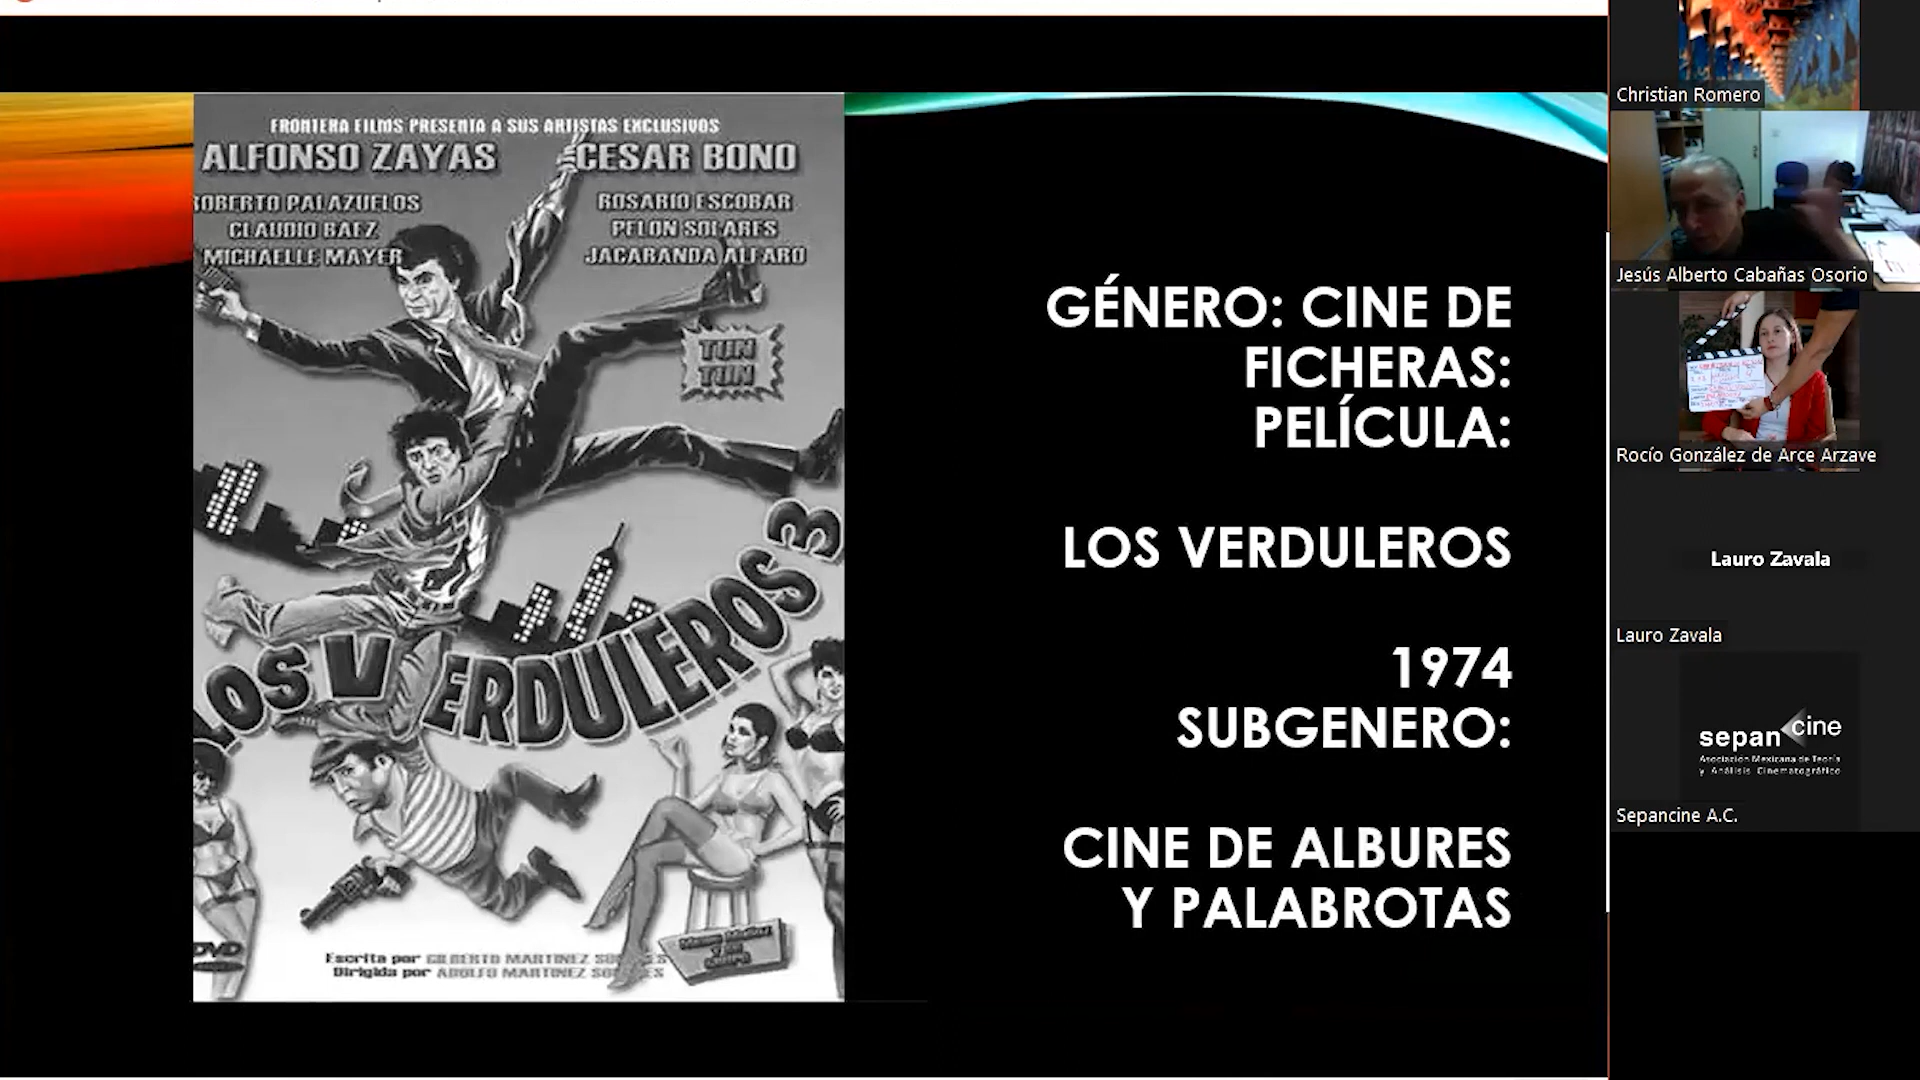 FRONTERA FILMS PRESENTA A SUS ARTISTAS EXCLUSIVOS
ALFONSO ZAYAS
CESAR BONO
ROBERTO PALAZUELOS
CLAUDIO BAEZ
MICHAELLE MAYER
ROSARIO ESCOBAR
PELON SOLARES
JACARANDA ALFARO
TUN
TUN
LOS VERDULEROS 3
DVD
Escrita por GILBERTO MARTINEZ
Dirigida por ADOLFO MARTINEZ
GÉNERO: CINE DE
FICHERAS:
PELÍCULA:
LOS VERDULEROS
1974
SUBGENERO:
CINE DE ALBURES
Y PALABROTAS
Christian Romero
Jesús Alberto Cabañas Osorio
Rocío González de Arce Arzave
Lauro Zavala
Lauro Zavala
sepancine
Asociación Mexicana de Teoría
y Análisis Cinematográfico
Sepancine A.C.